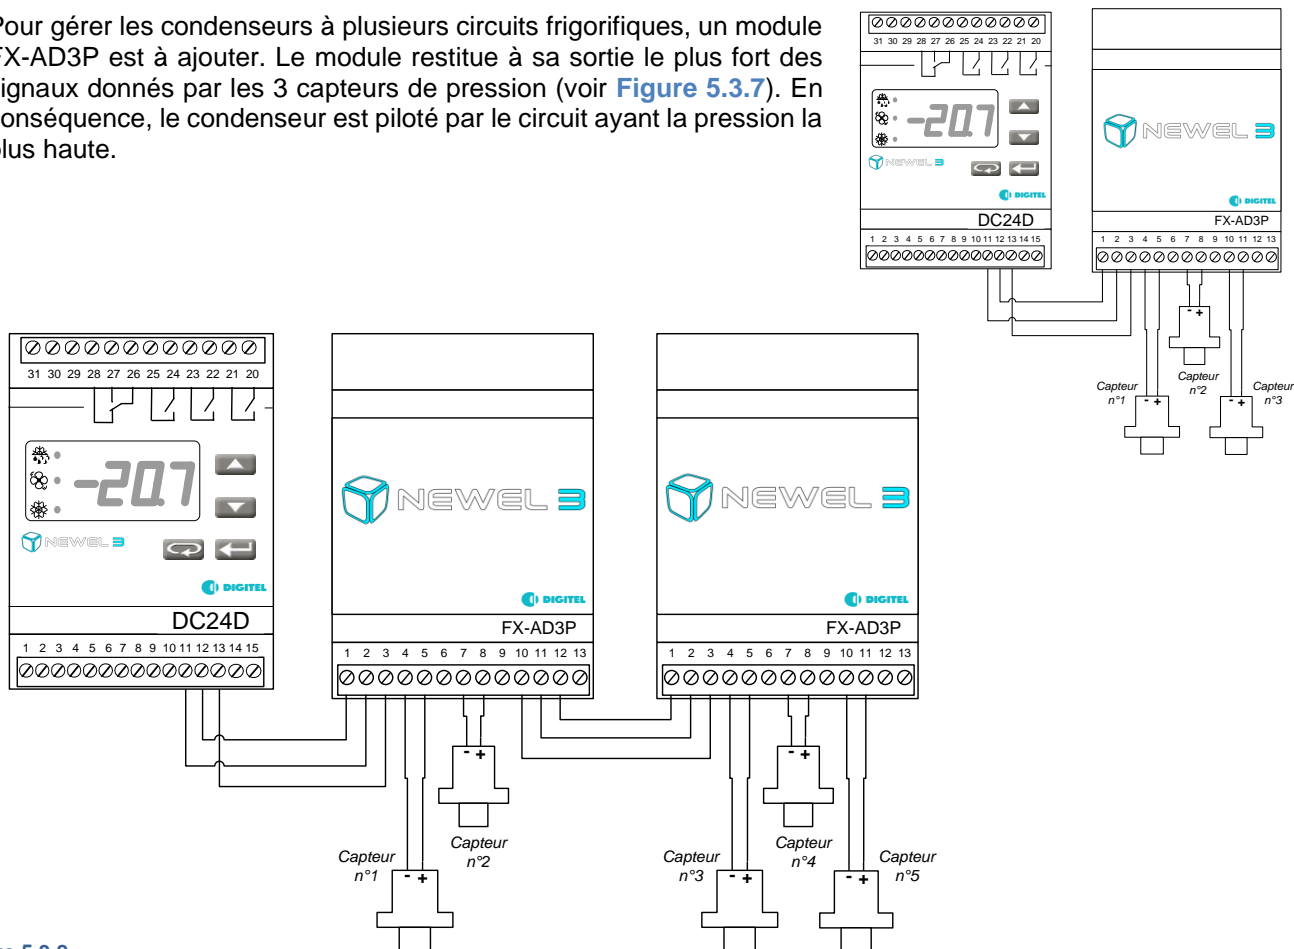 our gérer les condenseurs à plusieurs circuits frigorifiques, un module
FX-AD3P est à ajouter. Le module restitue à sa sortie le plus fort des
ignaux donnés par les 3 capteurs de pression (voir Figure 5.3.7). En
onséquence, le condenseur est piloté par le circuit ayant la pression la
lus haute.
31 30 29 28 27 26 25 24 23 22 21 20
-20.7
NEWEL 3
DIGITEL
DC24D
1 2 3 4 5 6 7 8 9 10 11 12 13 14 15
NEWEL 3
DIGITEL
FX-AD3P
1 2 3 4 5 6 7 8 9 10 11 12 13
- +
Capteur
n°2
Capteur
n°1
- +
Capteur
n°3
- +
31 30 29 28 27 26 25 24 23 22 21 20
-20.7
NEWEL 3
DIGITEL
DC24D
1 2 3 4 5 6 7 8 9 10 11 12 13 14 15
NEWEL 3
DIGITEL
FX-AD3P
1 2 3 4 5 6 7 8 9 10 11 12 13
NEWEL 3
DIGITEL
FX-AD3P
1 2 3 4 5 6 7 8 9 10 11 12 13
- +
Capteur
n°2
- +
Capteur
n°4
Capteur
n°1
- +
Capteur
n°3
- +
Capteur
n°5
- +